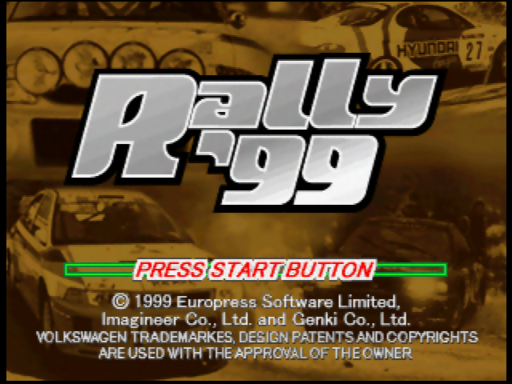 HYUNDAI
27
Rally
'99
PRESS START BUTTON
© 1999 Europress Software Limited,
Imagineer Co., Ltd. and Genki Co., Ltd.
VOLKSWAGEN TRADEMARKES, DESIGN PATENTS AND COPYRIGHTS
ARE USED WITH THE APPROVAL OF THE OWNER